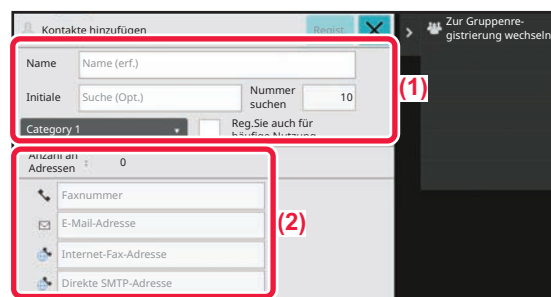 Kontakte hinzufügen
Regist.
Zur Gruppenre-
gistrierung wechseln
Name
Name (erf.)
(1)
Initiale
Suche (Opt.)
Nummer
suchen
10
Category 1
Reg.Sie auch für
häufige Nutzung
Anzahl an
Adressen : 0
Faxnummer
(2)
E-Mail-Adresse
Internet-Fax-Adresse
Direkte SMTP-Adresse